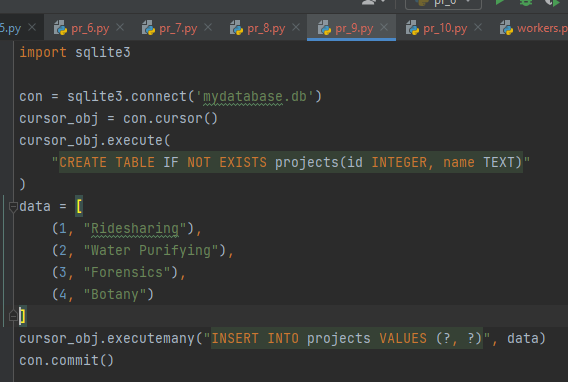 5.py pr_6.py pr_7.py pr_8.py pr_9.py pr_10.py workers.p
import sqlite3
con = sqlite3.connect('mydatabase.db')
cursor_obj = con.cursor()
cursor_obj.execute(
"CREATE TABLE IF NOT EXISTS projects(id INTEGER, name TEXT)"
)
data = [
(1, "Ridesharing"),
(2, "Water Purifying"),
(3, "Forensics"),
(4, "Botany")
]
cursor_obj.executemany("INSERT INTO projects VALUES (?, ?)", data)
con.commit()